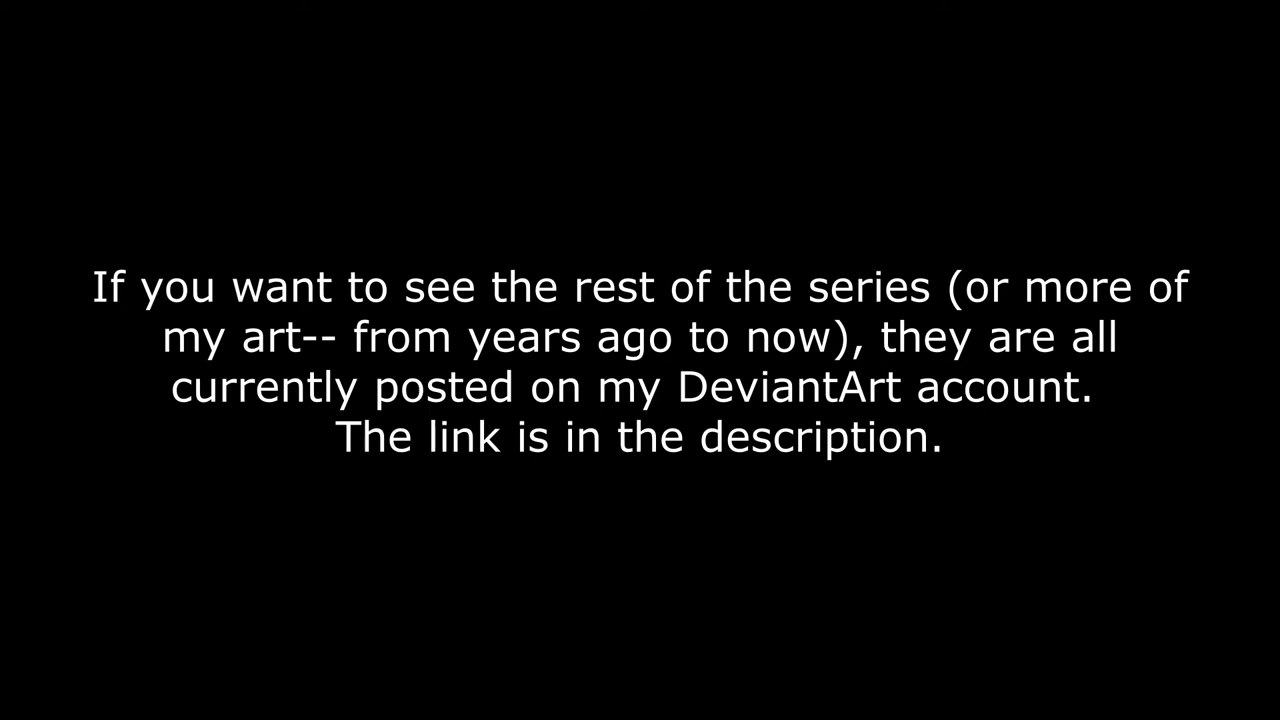 If you want to see the rest of the series (or more of
my art-- from years ago to now), they are all
currently posted on my DeviantArt account.
The link is in the description.